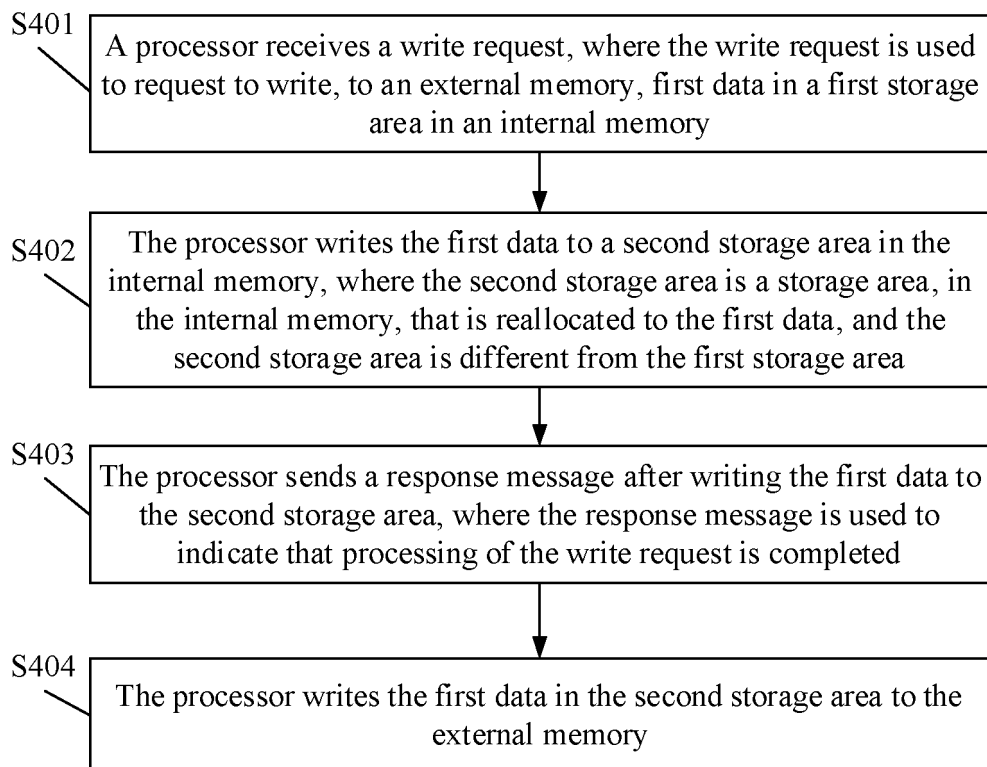 S401
A processor receives a write request, where the write request is used
to request to write, to an external memory, first data in a first storage
area in an internal memory
S402
The processor writes the first data to a second storage area in the
internal memory, where the second storage area is a storage area, in
the internal memory, that is reallocated to the first data, and the
second storage area is different from the first storage area
S403
The processor sends a response message after writing the first data to
the second storage area, where the response message is used to
indicate that processing of the write request is completed
S404
The processor writes the first data in the second storage area to the
external memory